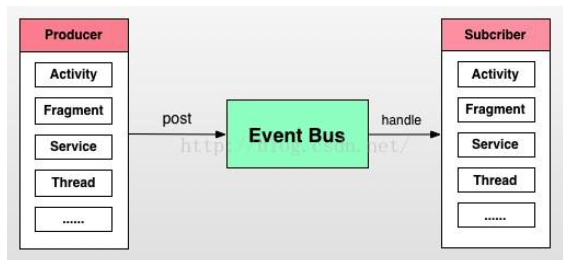 Producer
Activity
Fragment
Service
Thread
......
post
Event Bus
handle
Subcriber
Activity
Fragment
Service
Thread
......
http://blog.csdn.net/